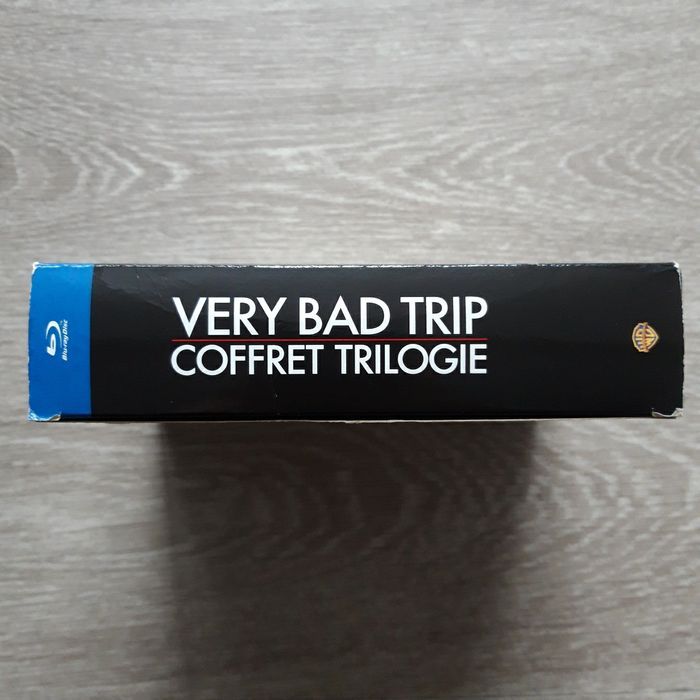 VERY BAD TRIP
COFFRET TRILOGIE
Blu-ray Disc